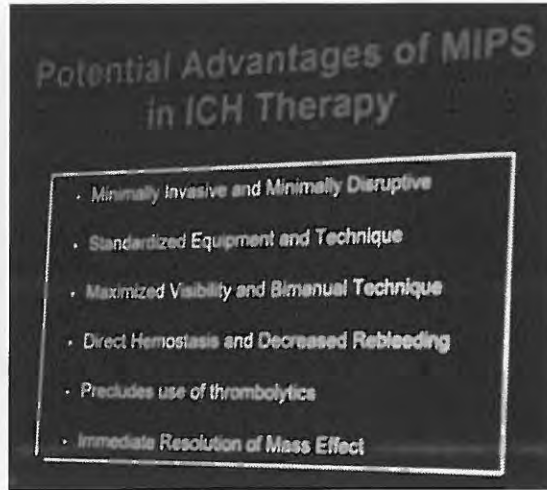 Potential Advantages of MIPS
in ICH Therapy
• Minimally Invasive and Minimally Disruptive
• Standardized Equipment and Technique
• Maximized Visibility and Bimanual Technique
• Direct Hemostasis and Decreased Rebleeding
• Precludes use of thrombolytics
• Immediate Resolution of Mass Effect